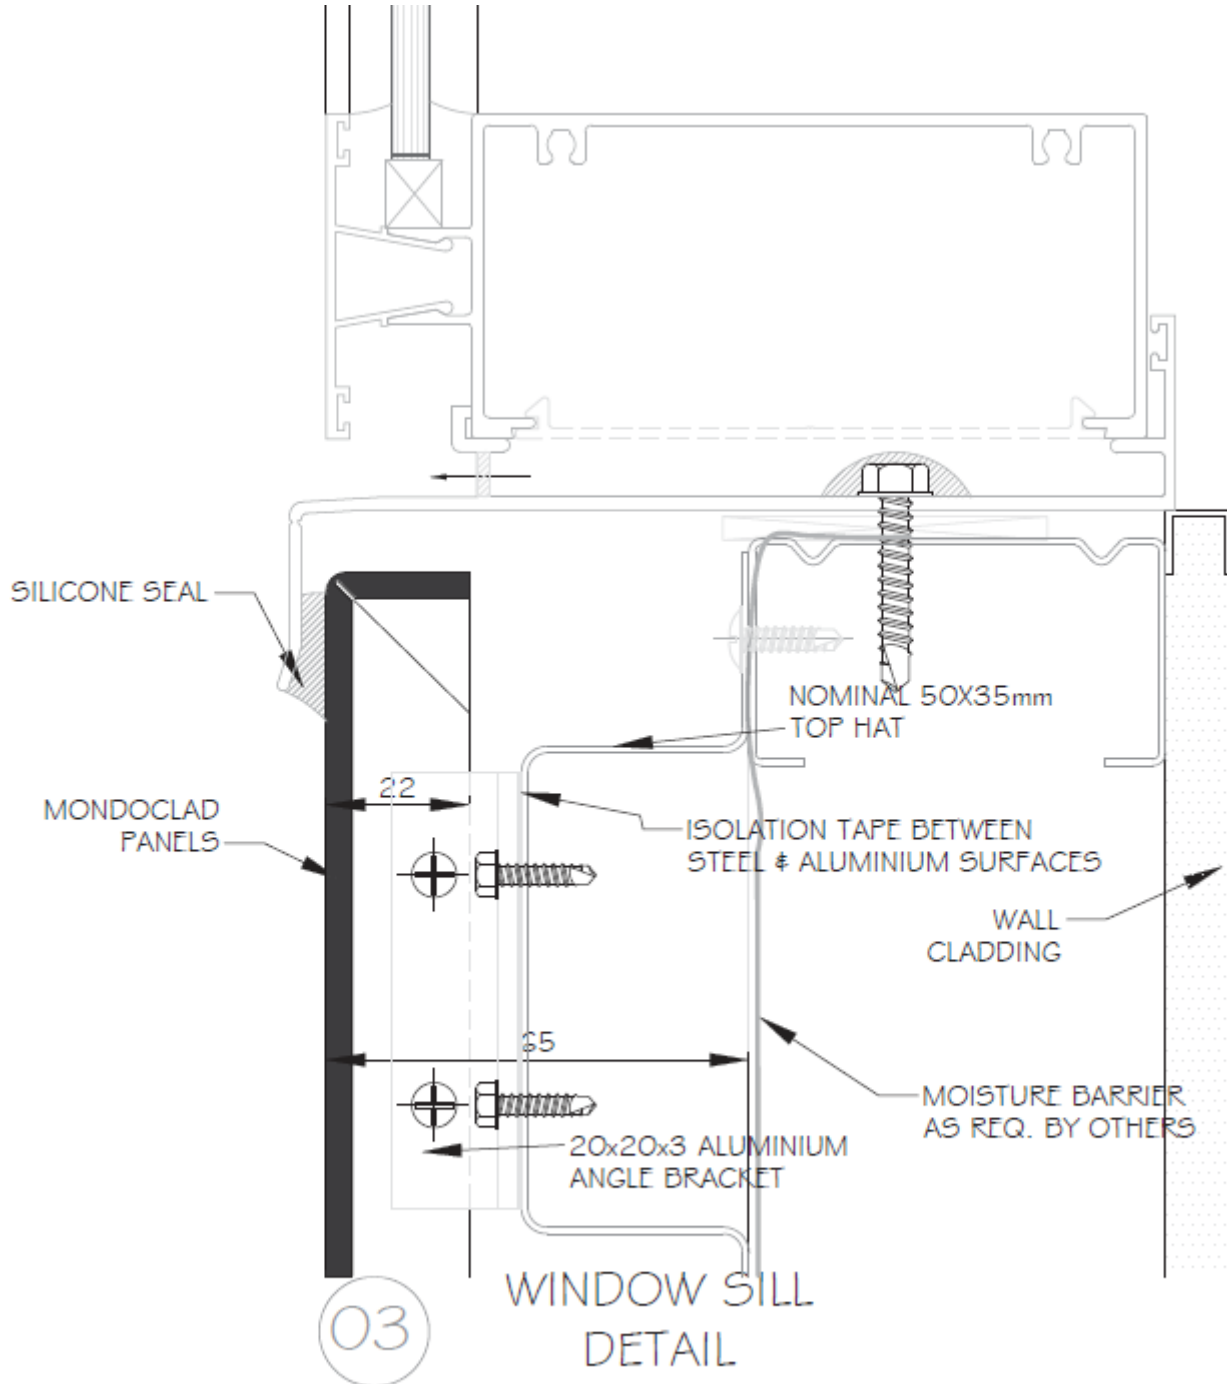 SILICONE SEAL
NOMINAL 50X35mm
TOP HAT
22
MONDOCLAD
PANELS
ISOLATION TAPE BETWEEN
STEEL & ALUMINIUM SURFACES
WALL
CLADDING
65
MOISTURE BARRIER
AS REQ. BY OTHERS
20x20x3 ALUMINIUM
ANGLE BRACKET
03
WINDOW SILL
DETAIL